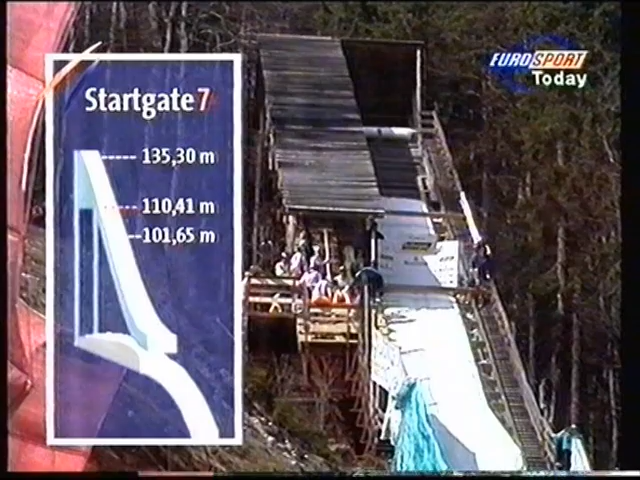 EUROSPORT
Today
Startgate 7
135,30 m
110,41 m
101,65 m